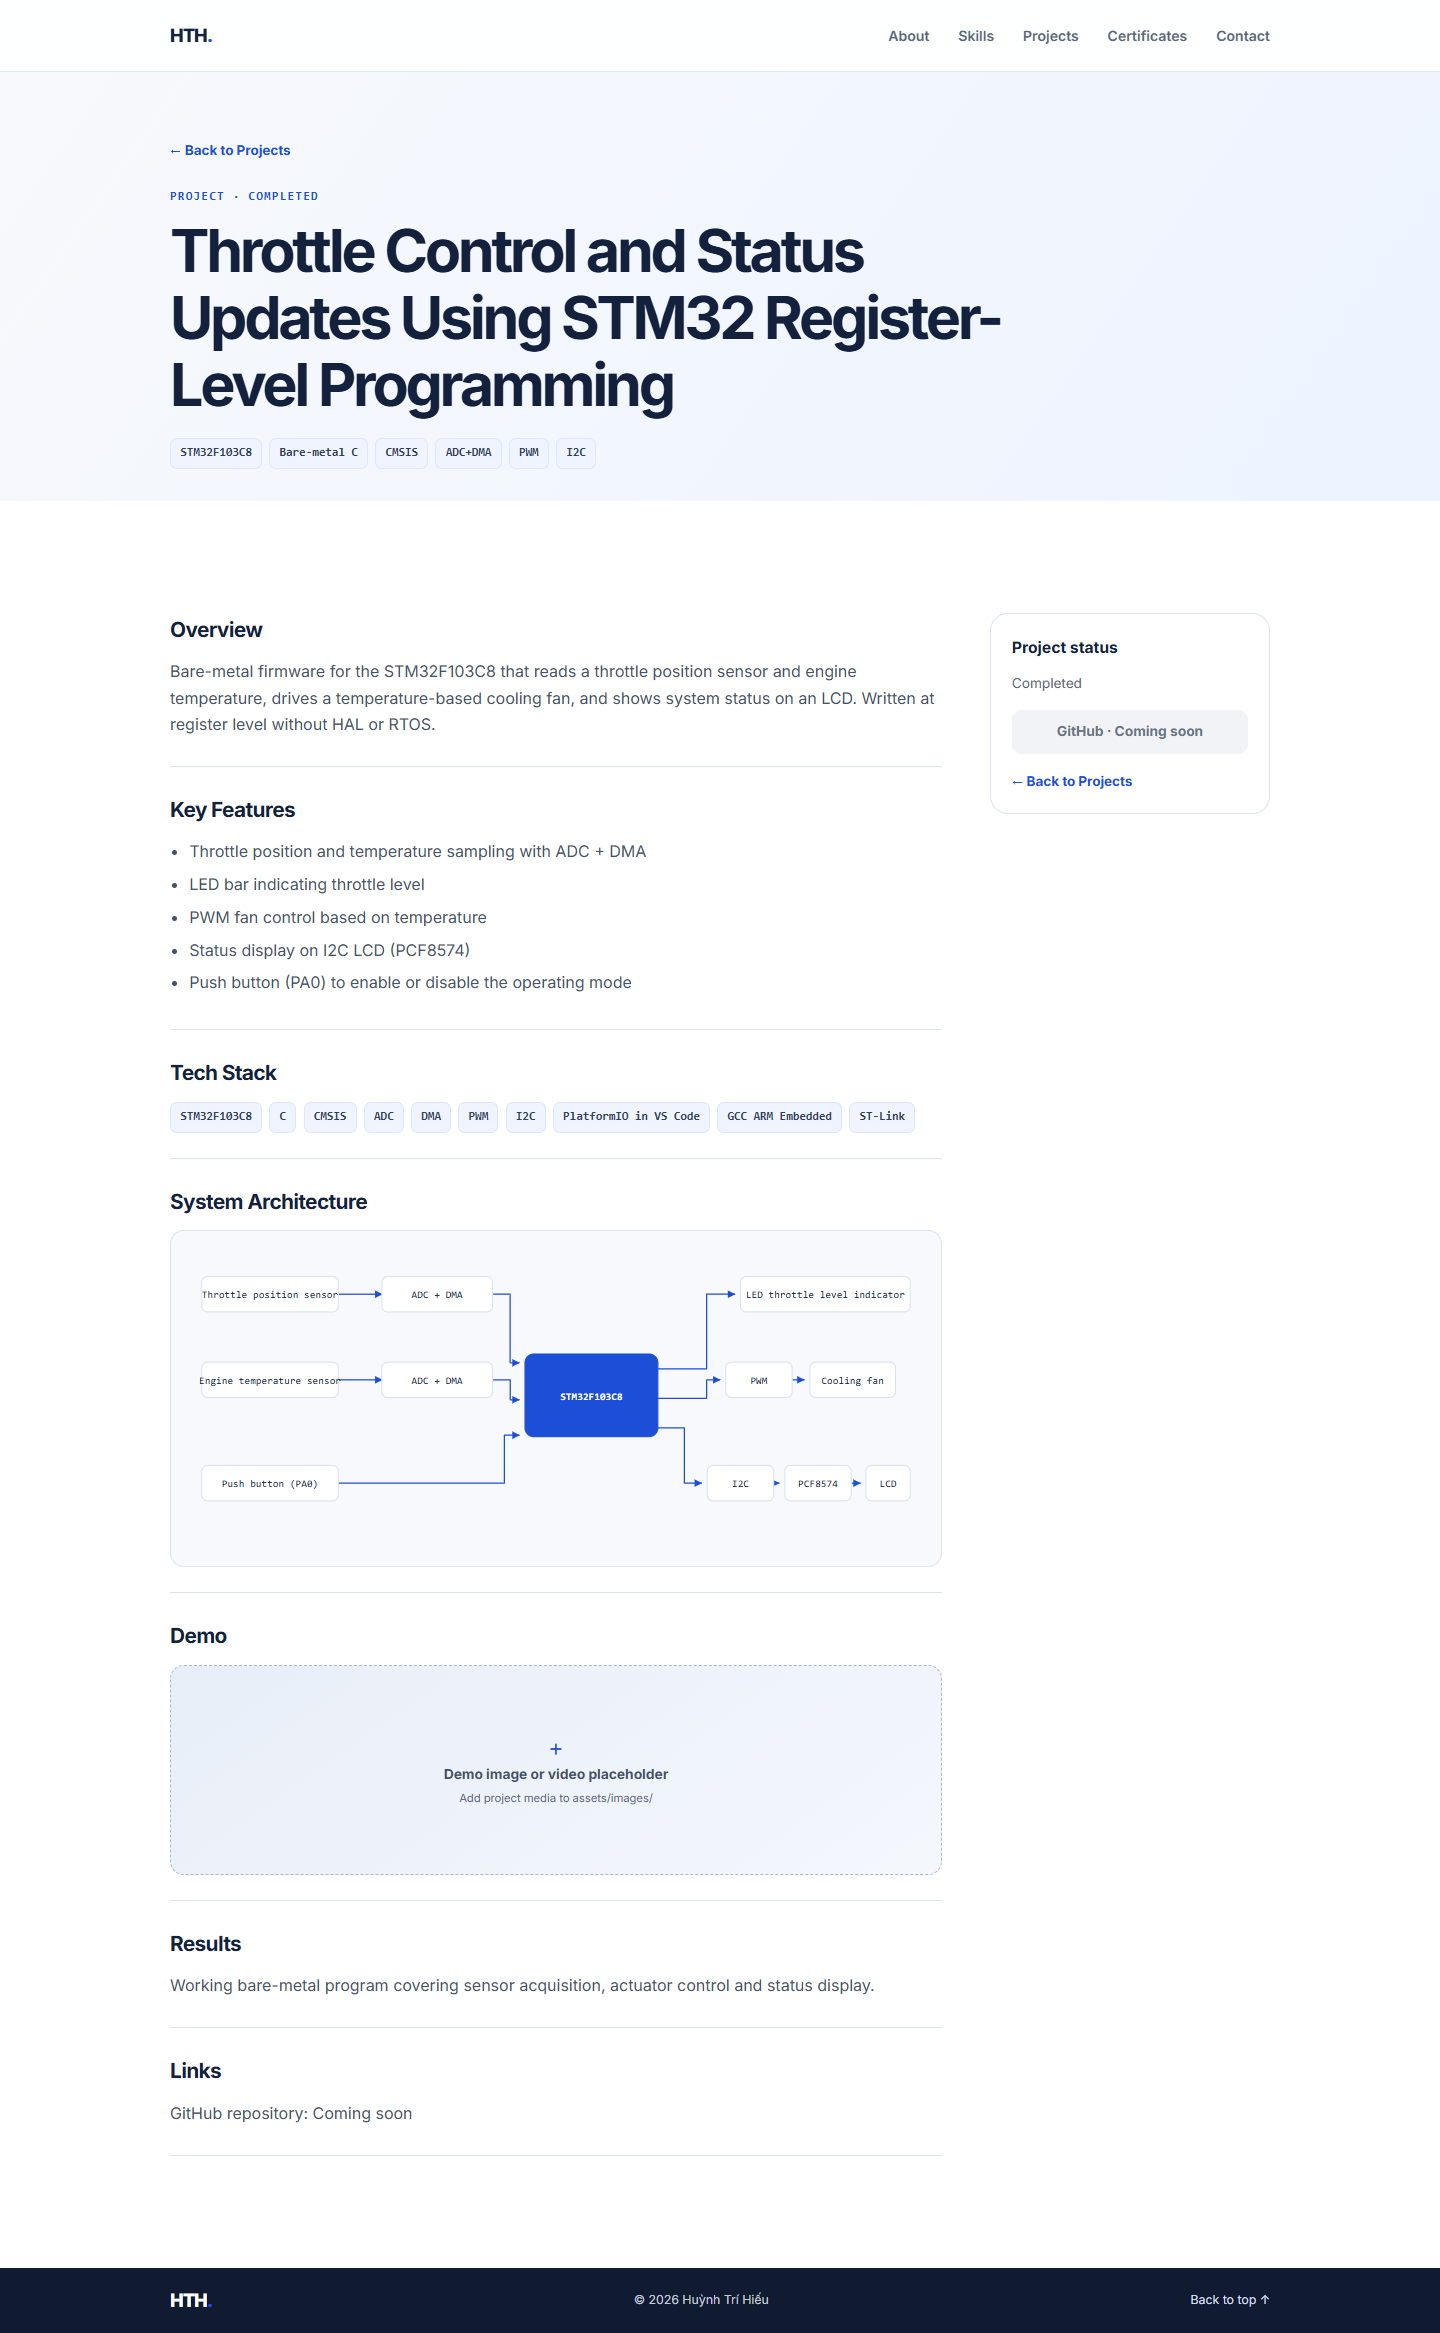 HTH.
About Skills Projects Certificates Contact
← Back to Projects
PROJECT · COMPLETED
Throttle Control and Status
Updates Using STM32 Register-
Level Programming
STM32F103C8 Bare-metal C CMSIS ADC+DMA PWM I2C
Overview
Bare-metal firmware for the STM32F103C8 that reads a throttle position sensor and engine
temperature, drives a temperature-based cooling fan, and shows system status on an LCD. Written at
register level without HAL or RTOS.
Project status
Completed
GitHub · Coming soon
← Back to Projects
Key Features
• Throttle position and temperature sampling with ADC + DMA
• LED bar indicating throttle level
• PWM fan control based on temperature
• Status display on I2C LCD (PCF8574)
• Push button (PA0) to enable or disable the operating mode
Tech Stack
STM32F103C8 C CMSIS ADC DMA PWM I2C PlatformIO in VS Code GCC ARM Embedded ST-Link
System Architecture
Throttle position sensor ADC + DMA LED throttle level indicator
Engine temperature sensor ADC + DMA PWM Cooling fan
STM32F103C8
Push button (PA0) I2C PCF8574 LCD
Demo
+
Demo image or video placeholder
Add project media to assets/images/
Results
Working bare-metal program covering sensor acquisition, actuator control and status display.
Links
GitHub repository: Coming soon
HTH.
© 2026 Huỳnh Trí Hiếu
Back to top ↑